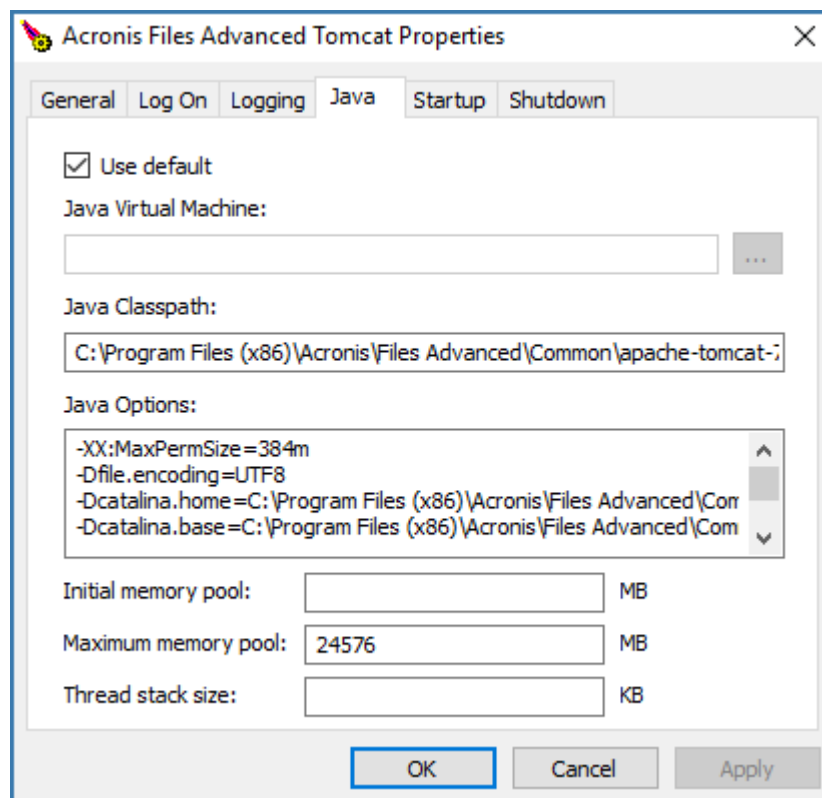 Acronis Files Advanced Tomcat Properties
General Log On Logging Java Startup Shutdown
Use default
Java Virtual Machine:
...
Java Classpath:
C:\Program Files (x86)\Acronis\Files Advanced\Common\apache-tomcat-7
Java Options:
-XX:MaxPermSize=384m
-Dfile.encoding=UTF8
-Dcatalina.home=C:\Program Files (x86)\Acronis\Files Advanced\Com
-Dcatalina.base=C:\Program Files (x86)\Acronis\Files Advanced\Com
Initial memory pool: MB
Maximum memory pool: 24576 MB
Thread stack size: KB
OK Cancel Apply